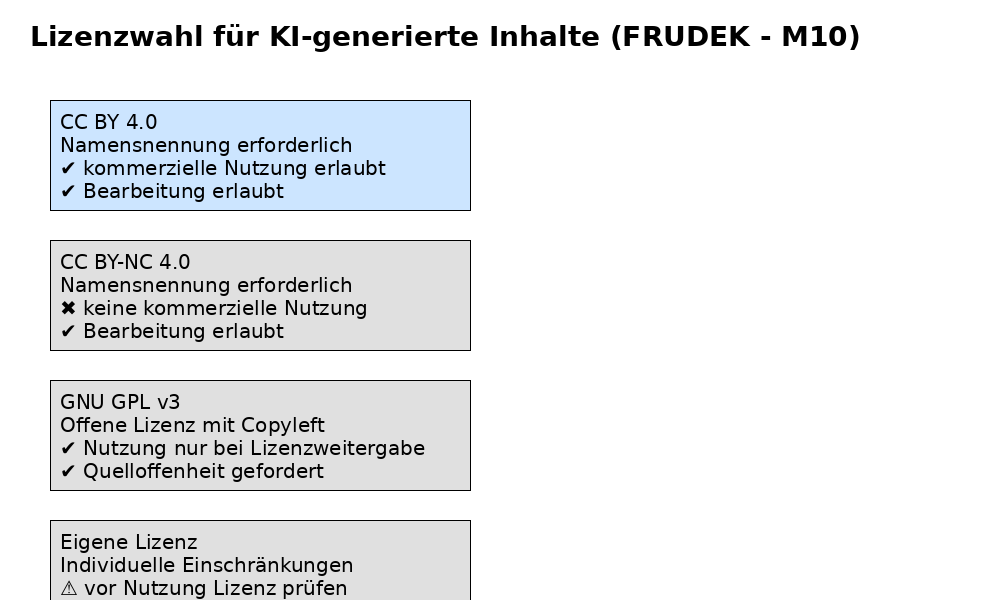 Lizenzwahl für KI-generierte Inhalte (FRUDEK - M10)
CC BY 4.0
Namensnennung erforderlich
✔ kommerzielle Nutzung erlaubt
✔ Bearbeitung erlaubt
CC BY-NC 4.0
Namensnennung erforderlich
✖ keine kommerzielle Nutzung
✔ Bearbeitung erlaubt
GNU GPL v3
Offene Lizenz mit Copyleft
✔ Nutzung nur bei Lizenzweitergabe
✔ Quelloffenheit gefordert
Eigene Lizenz
Individuelle Einschränkungen
⚠ vor Nutzung Lizenz prüfen